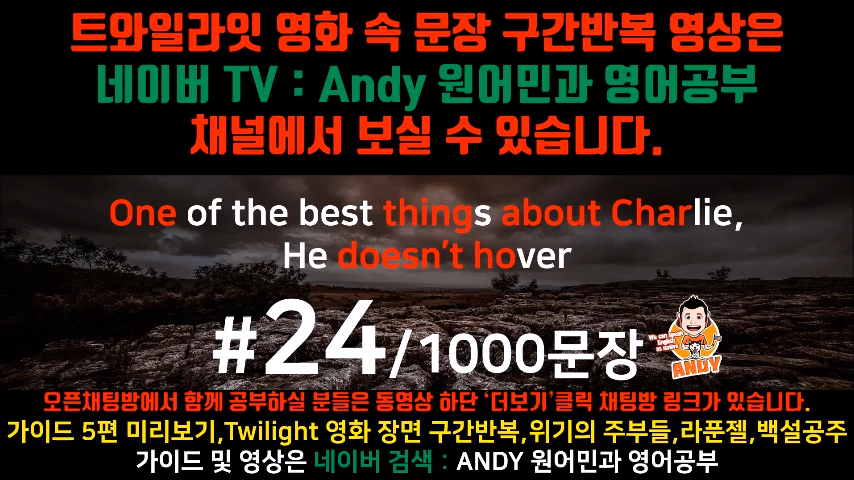 트와일라잇 영화 속 문장 구간반복 영상은
네이버 TV : Andy 원어민과 영어공부
채널에서 보실 수 있습니다.
One of the best things about Charlie,
He doesn't hover
#24/1000문장
We can speak
English
as native
ANDY
오픈채팅방에서 함께 공부하실 분들은 동영상 하단 '더보기'클릭 채팅방 링크가 있습니다.
가이드 5편 미리보기,Twilight 영화 장면 구간반복,위기의 주부들,라푼젤,백설공주
가이드 및 영상은 네이버 검색 : ANDY 원어민과 영어공부